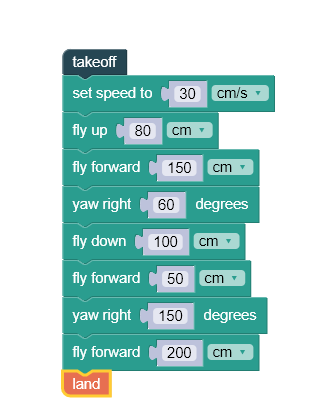 takeoff
set speed to 30 cm/s
fly up 80 cm
fly forward 150 cm
yaw right 60 degrees
fly down 100 cm
fly forward 50 cm
yaw right 150 degrees
fly forward 200 cm
land